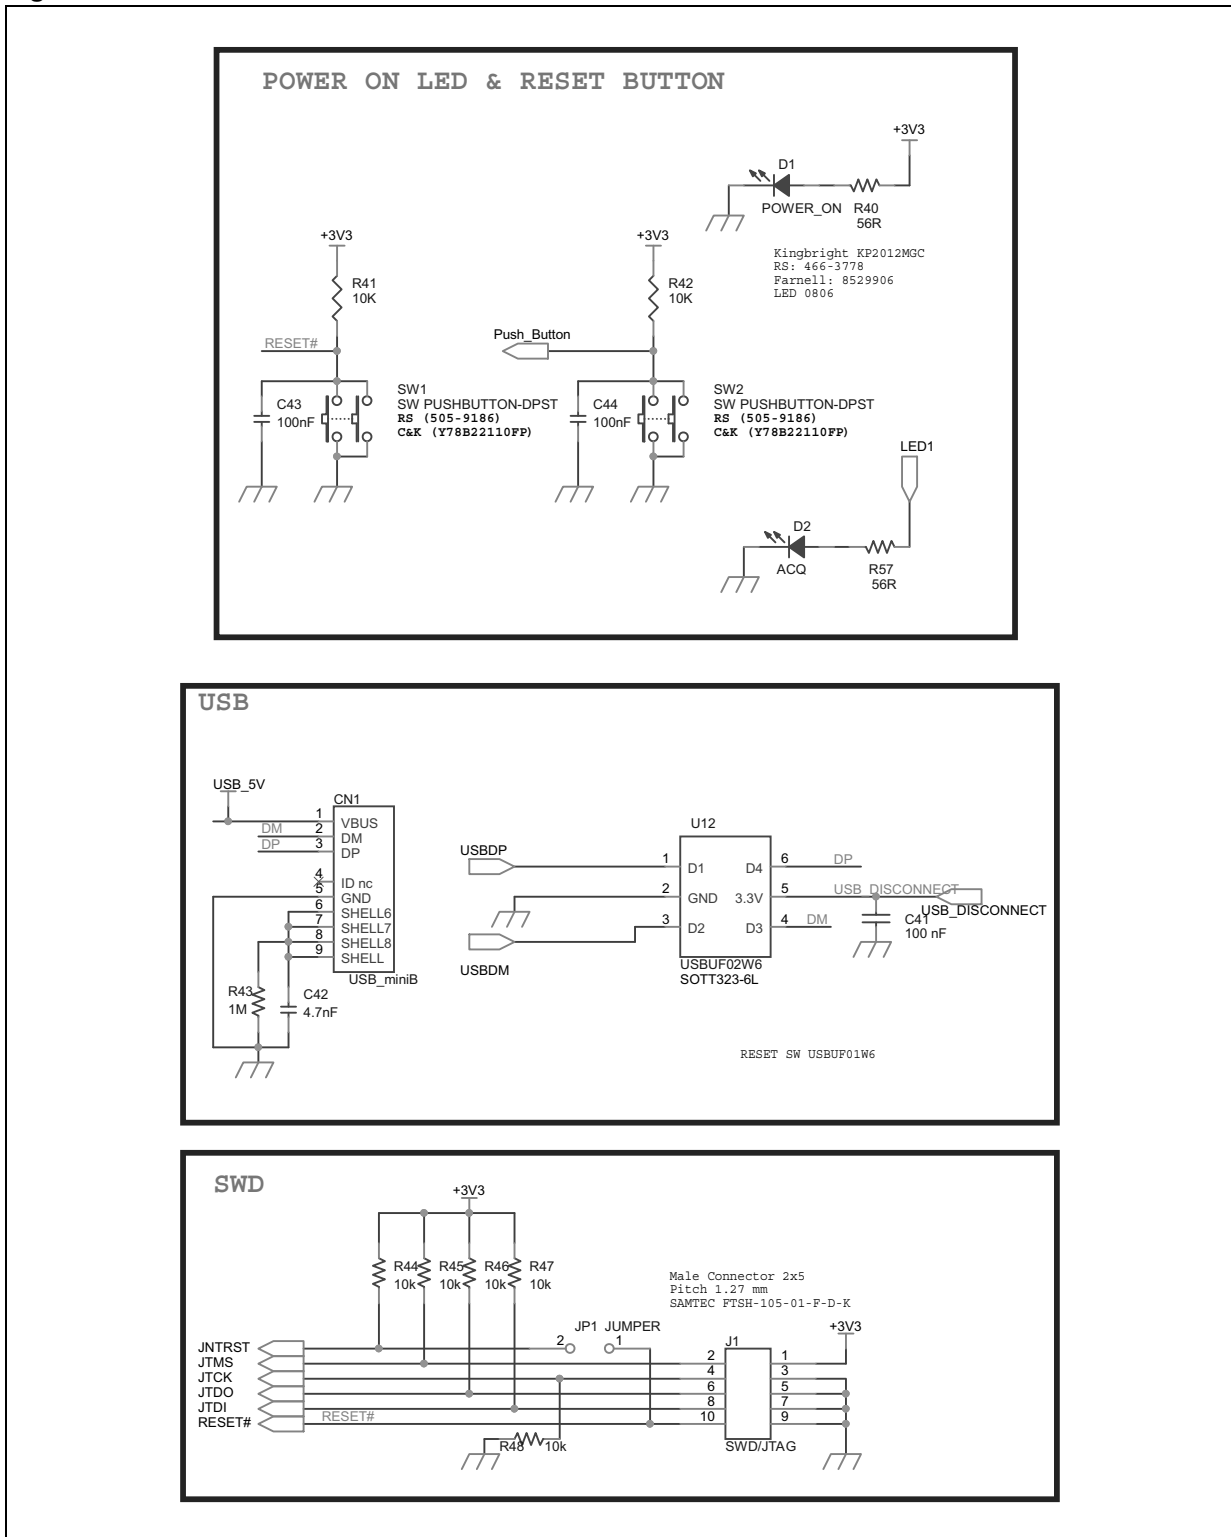 POWER ON LED & RESET BUTTON
+3V3
D1
POWER_ON
R40
56R
Kingbright KP2012MGC
RS: 466-3778
Farnell: 8529906
LED 0806
+3V3
R41
10K
RESET#
C43
100nF
SW1
SW PUSHBUTTON-DPST
RS (505-9186)
C&K (Y78B22110FP)
+3V3
R42
10K
Push_Button
C44
100nF
SW2
SW PUSHBUTTON-DPST
RS (505-9186)
C&K (Y78B22110FP)
LED1
D2
ACQ
R57
56R
USB
USB_5V
CN1
1 VBUS
DM 2 DM
DP 3 DP
4 ID nc
5 GND
6 SHELL6
7 SHELL7
8 SHELL8
9 SHELL
USB_miniB
R43
1M
C42
4.7nF
U12
USBDP
1 D1 D4 6 DP
2 GND 3.3V 5 USB_DISCONNECT
3 D2 D3 4 DM
USBDM
USBUF02W6
SOTT323-6L
USB_DISCONNECT
C41
100 nF
RESET SW USBUF01W6
SWD
+3V3
R44 R45 R46 R47
10k 10k 10k 10k
Male Connector 2x5
Pitch 1.27 mm
SAMTEC FTSH-105-01-F-D-K
JP1 JUMPER
2 1
J1
+3V3
JNTRST
JTMS
JTCK
JTDO
JTDI
RESET# RESET#
2 1
4 3
6 5
8 7
10 9
R48 10k
SWD/JTAG